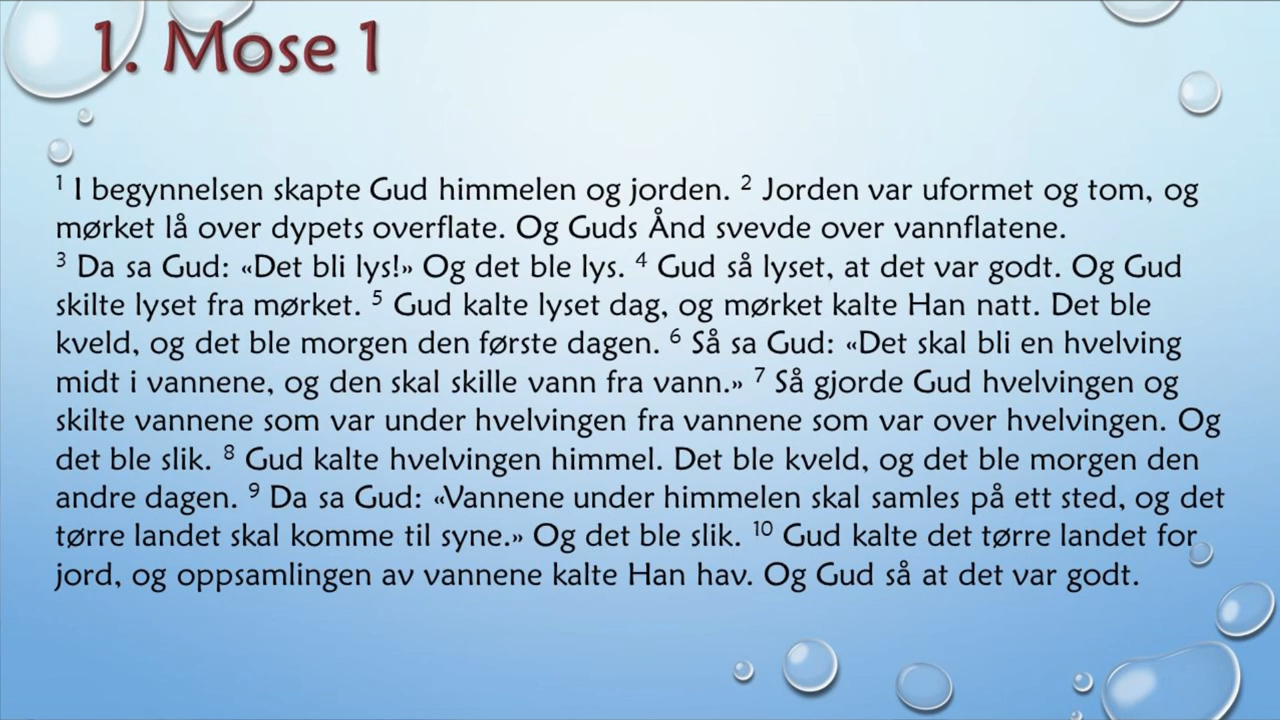 1. Mose 1
1 I begynnelsen skapte Gud himmelen og jorden. 2 Jorden var uformet og tom, og
mørket lå over dypets overflate. Og Guds Ånd svevde over vannflatene.
3 Da sa Gud: «Det bli lys!» Og det ble lys. 4 Gud så lyset, at det var godt. Og Gud
skilte lyset fra mørket. 5 Gud kalte lyset dag, og mørket kalte Han natt. Det ble
kveld, og det ble morgen den første dagen. 6 Så sa Gud: «Det skal bli en hvelving
midt i vannene, og den skal skille vann fra vann.» 7 Så gjorde Gud hvelvingen og
skilte vannene som var under hvelvingen fra vannene som var over hvelvingen. Og
det ble slik. 8 Gud kalte hvelvingen himmel. Det ble kveld, og det ble morgen den
andre dagen. 9 Da sa Gud: «Vannene under himmelen skal samles på ett sted, og det
tørre landet skal komme til syne.» Og det ble slik. 10 Gud kalte det tørre landet for
jord, og oppsamlingen av vannene kalte Han hav. Og Gud så at det var godt.